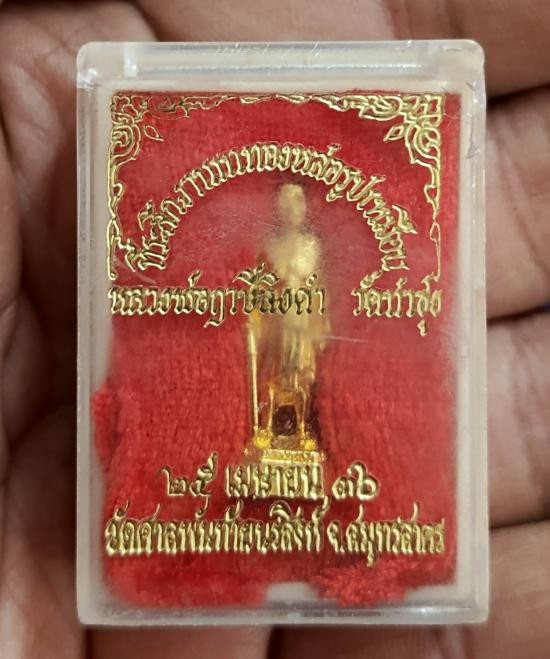 ที่ระลึกงานเททองหล่อรูปเหมือน
หลวงพ่อฤาษีลิงดำ วัดท่าซุง
๒๕ เมษายน ๓๖
วัดศาลพันท้ายนรสิงห์ จ.สมุทรสาคร